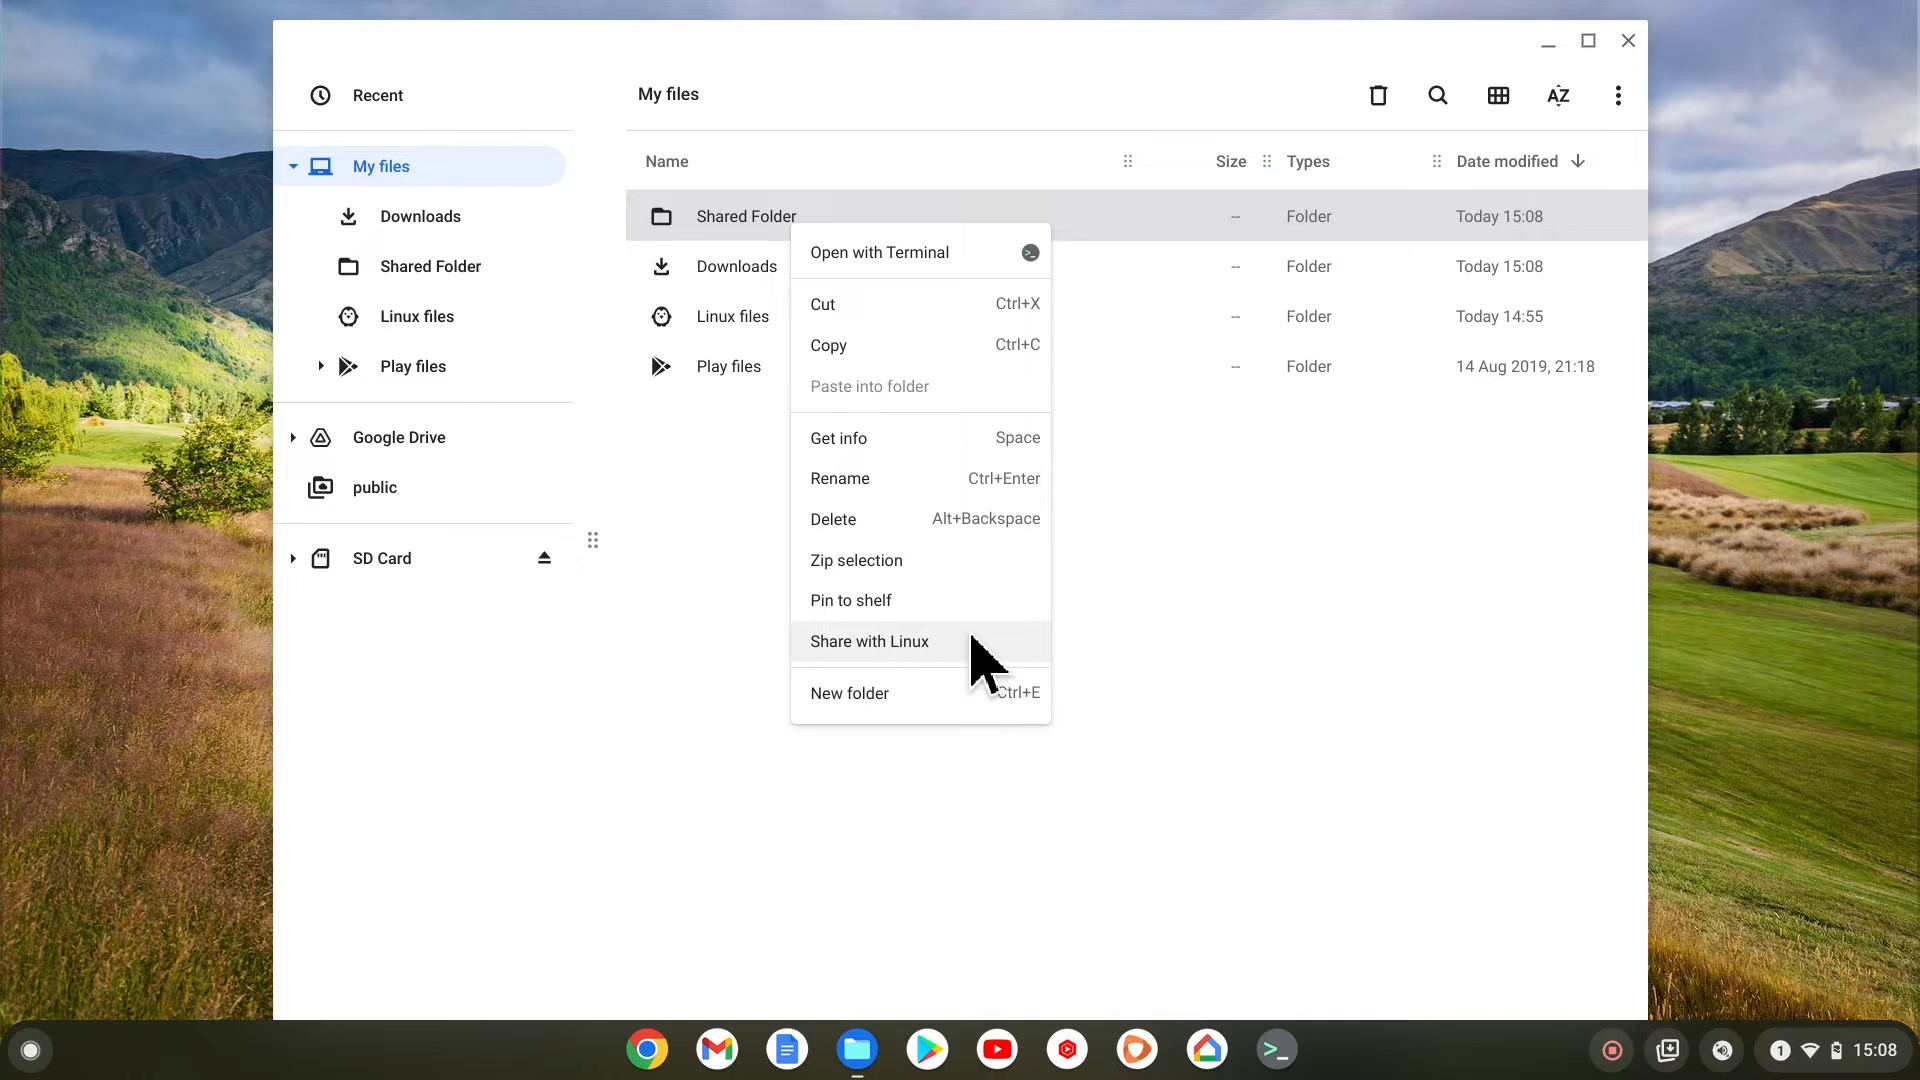 Recent
My files
Downloads
Shared Folder
Linux files
Play files
Google Drive
public
SD Card
My files
AZ
Name Size Types Date modified
Shared Folder -- Folder Today 15:08
Downloads -- Folder Today 15:08
Linux files -- Folder Today 14:55
Play files -- Folder 14 Aug 2019, 21:18
Open with Terminal
Cut Ctrl+X
Copy Ctrl+C
Paste into folder
Get info Space
Rename Ctrl+Enter
Delete Alt+Backspace
Zip selection
Pin to shelf
Share with Linux
New folder Ctrl+E
1 15:08